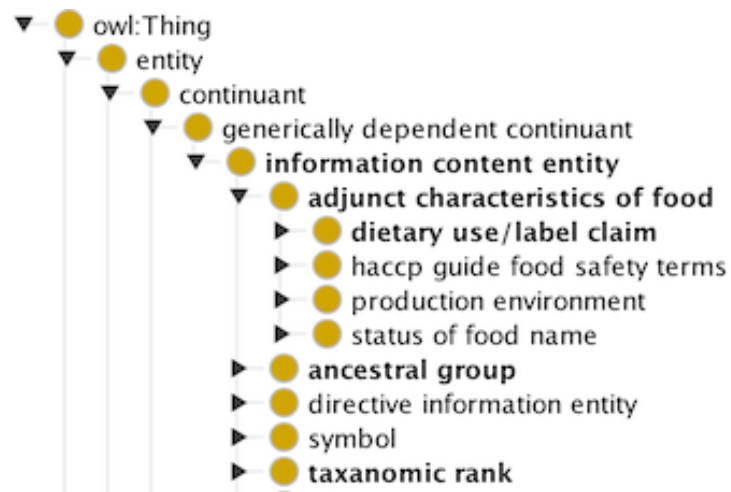 owl:Thing
entity
continuant
generically dependent continuant
information content entity
adjunct characteristics of food
dietary use/label claim
haccp guide food safety terms
production environment
status of food name
ancestral group
directive information entity
symbol
taxanomic rank